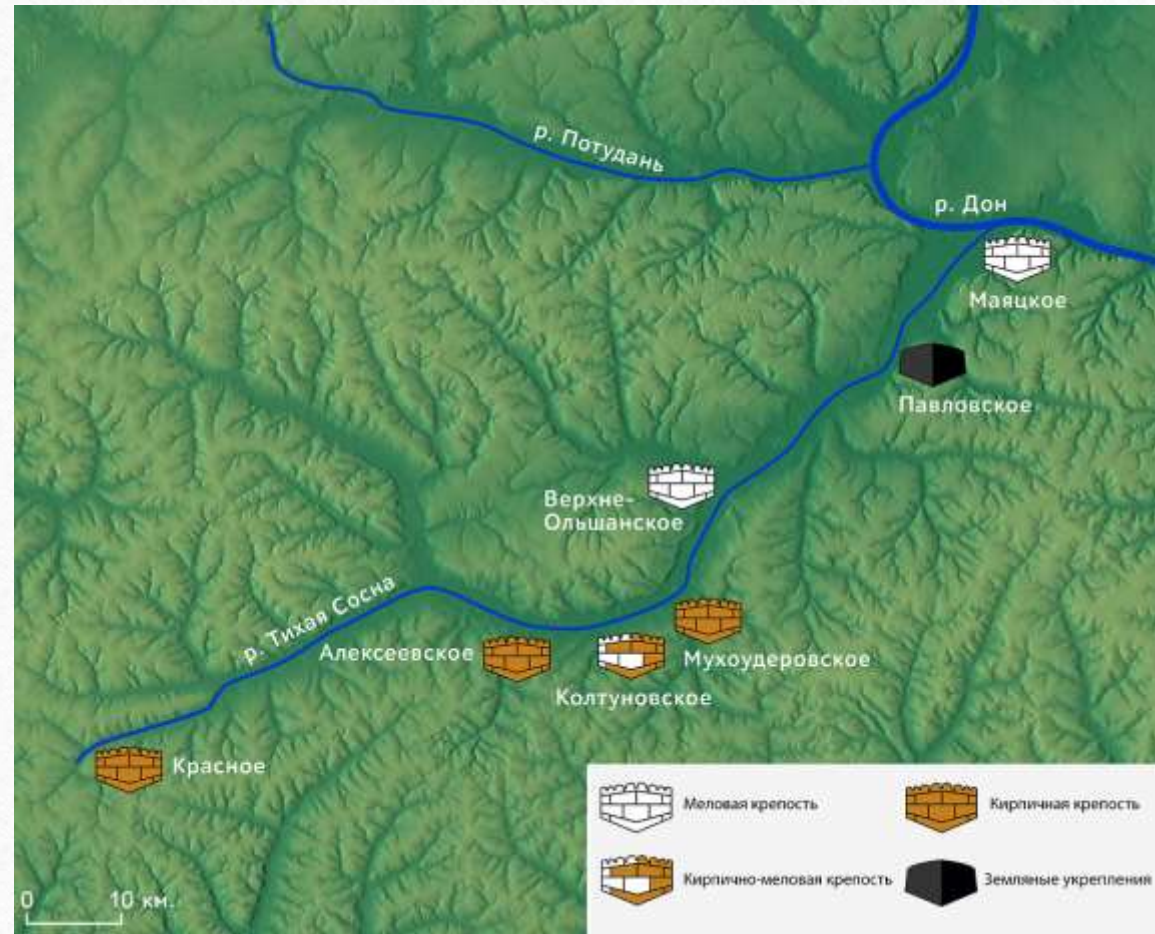 р. Потудань
р. Дон
Маяцкое
Павловское
Верхне-
Ольшанское
р. Тихая Сосна
Алексеевское
Мухоудеровское
Колтуновское
Красное
Меловая крепость
Кирпичная крепость
Кирпично-меловая крепость
Земляные укрепления
0 10 км.